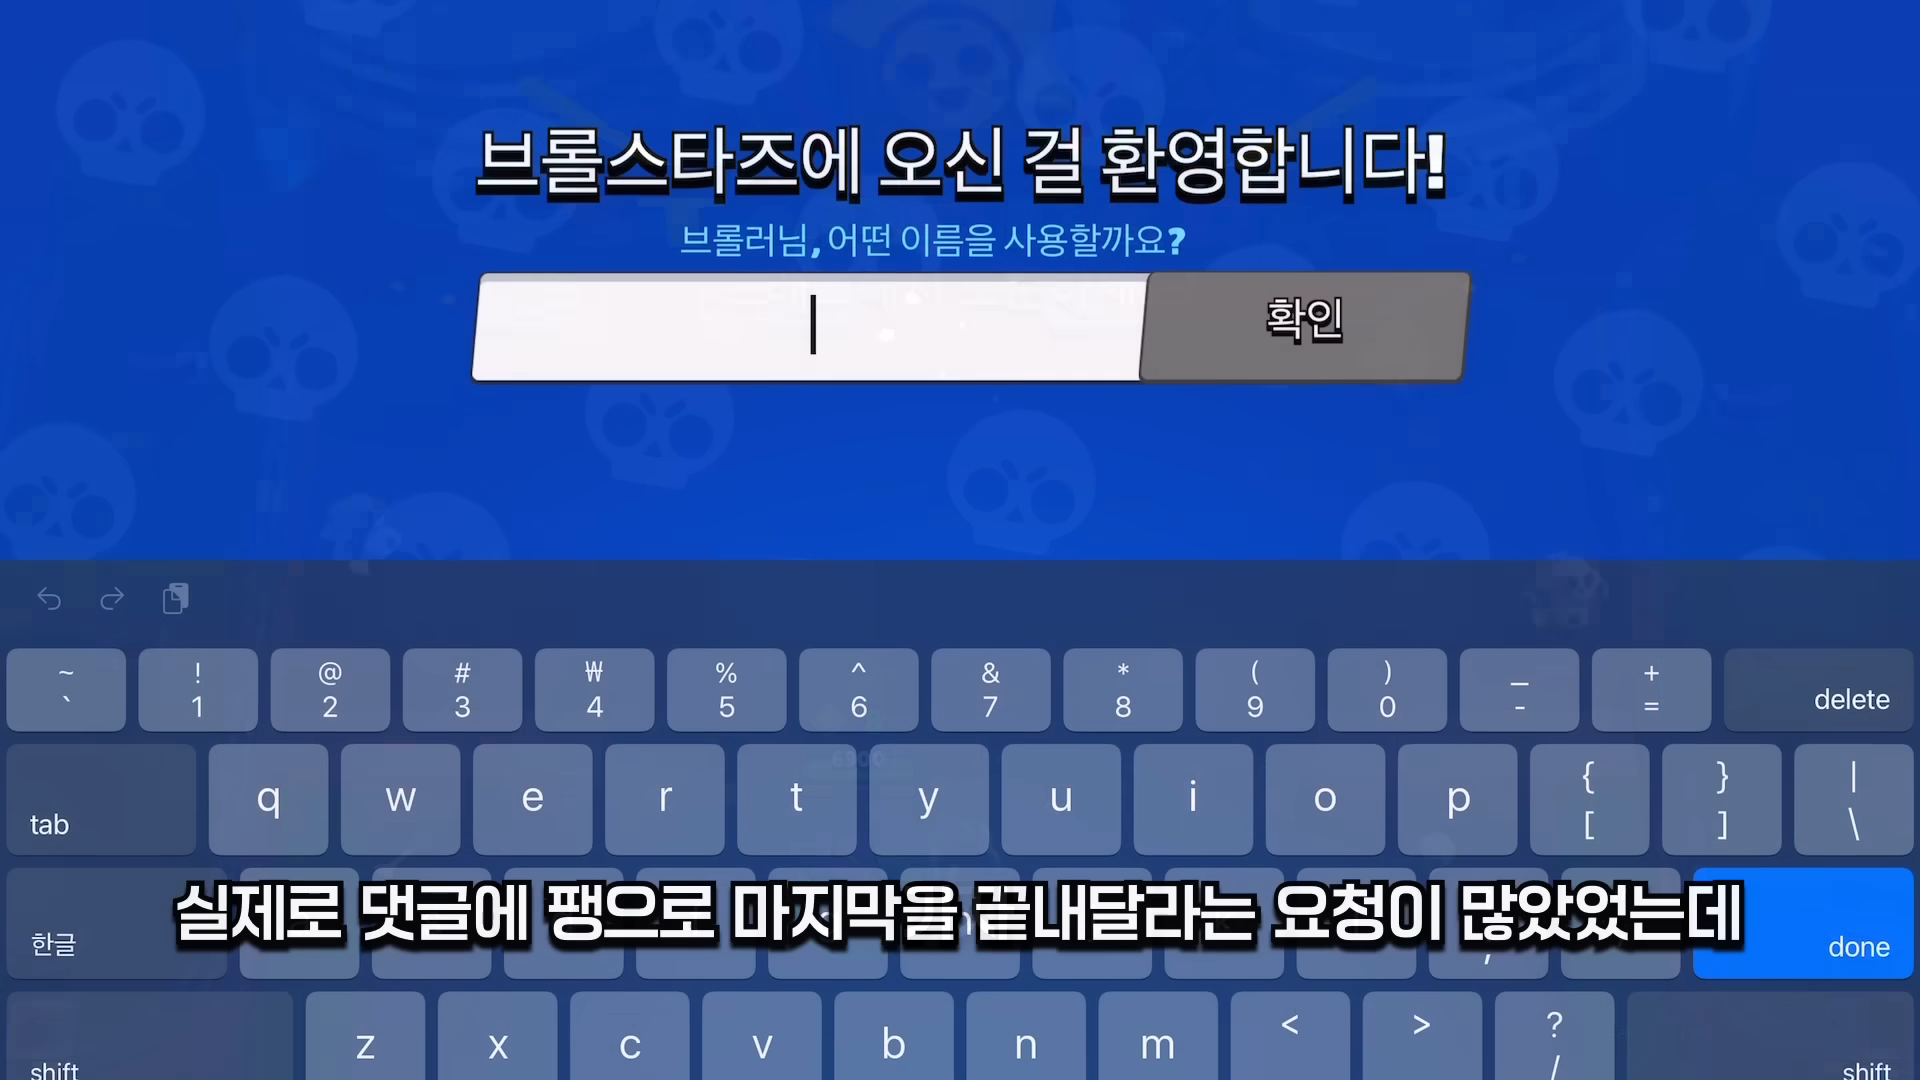 브롤스타즈에 오신 걸 환영합니다!
브롤러님, 어떤 이름을 사용할까요?
확인
~ ! @ # ₩ % ^ & * ( ) _ +
` 1 2 3 4 5 6 7 8 9 0 - = delete
tab q w e r t y u i o p { } |
[ ] \
실제로 댓글에 팽으로 마지막을 끝내달라는 요청이 많았었는데
한글 done
shift z x c v b n m < > ? shift
/